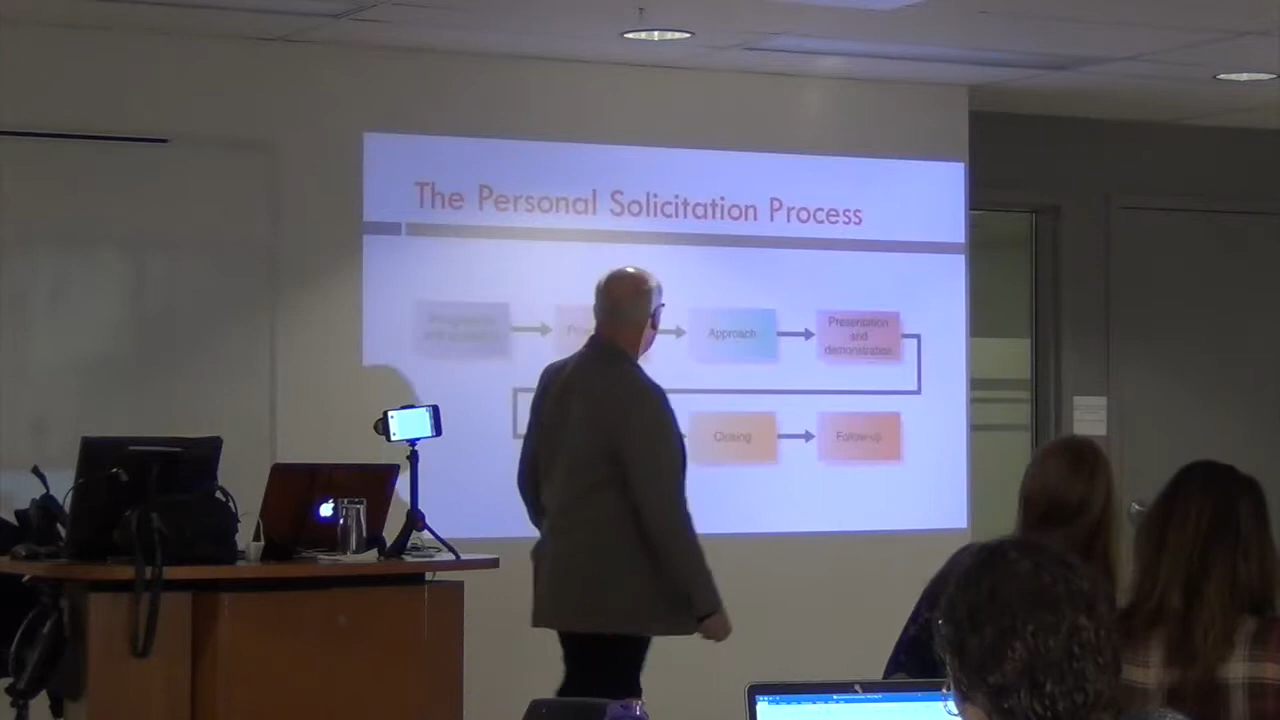 The Personal Solicitation Process
Approach
Presentation
and
demonstration
Closing
Follow-up